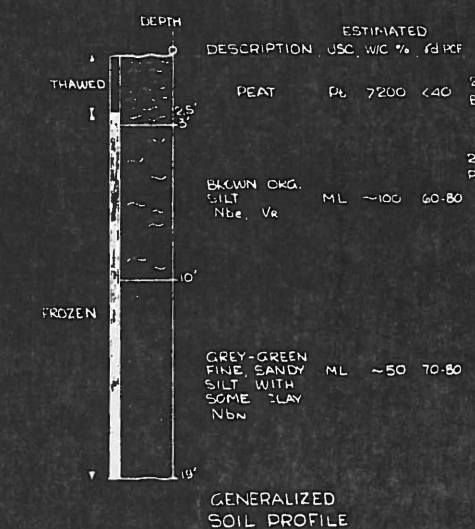 DEPTH
ESTIMATED
DESCRIPTION USC W/C % γd PCF
THAWED
PEAT Pt 7200 <40
2.5'
3'
BROWN ORG.
SILT ML ~100 60-80
Nbe, VR
10'
FROZEN
GREY-GREEN
FINE, SANDY ML ~50 70-80
SILT WITH
SOME CLAY
NbN
19'
GENERALIZED
SOIL PROFILE